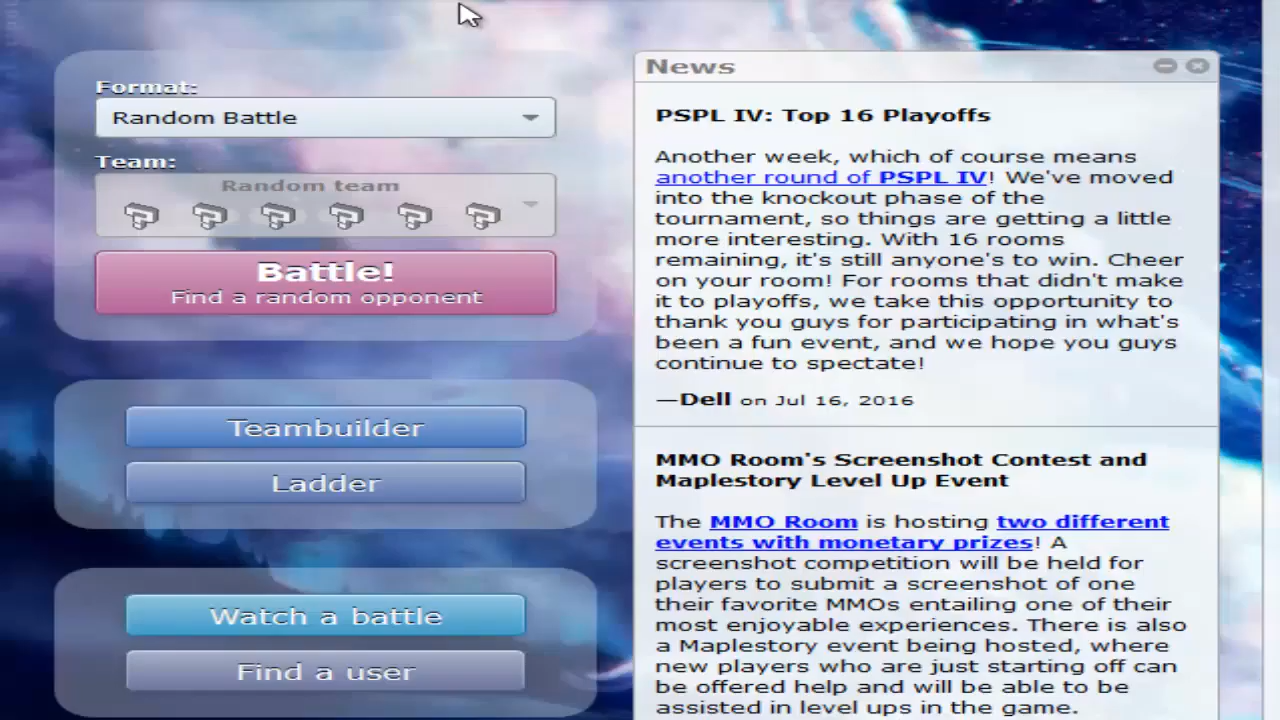 Format:
Random Battle
Team:
Random team
Battle!
Find a random opponent
Teambuilder
Ladder
Watch a battle
Find a user
News
PSPL IV: Top 16 Playoffs
Another week, which of course means
another round of PSPL IV! We've moved
into the knockout phase of the
tournament, so things are getting a little
more interesting. With 16 rooms
remaining, it's still anyone's to win. Cheer
on your room! For rooms that didn't make
it to playoffs, we take this opportunity to
thank you guys for participating in what's
been a fun event, and we hope you guys
continue to spectate!
—Dell on Jul 16, 2016
MMO Room's Screenshot Contest and
Maplestory Level Up Event
The MMO Room is hosting two different
events with monetary prizes! A
screenshot competition will be held for
players to submit a screenshot of one
their favorite MMOs entailing one of their
most enjoyable experiences. There is also
a Maplestory event being hosted, where
new players who are just starting off can
be offered help and will be able to be
assisted in level ups in the game.